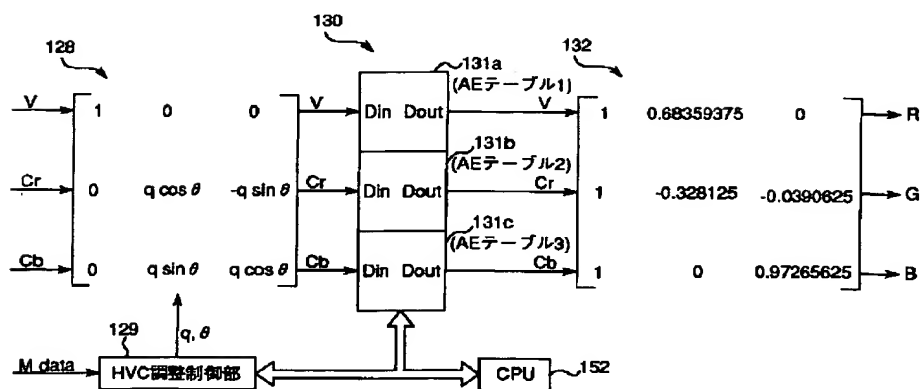 128
130
132
131a
(AEテーブル1)
V 1 0 0 V Din Dout V 1 0.68359375 0 R
131b
(AEテーブル2)
Cr 0 q cos θ -q sin θ Cr Din Dout Cr 1 -0.328125 -0.0390625 G
131c
(AEテーブル3)
Cb 0 q sin θ q cos θ Cb Din Dout Cb 1 0 0.97265625 B
129
q, θ
M data HVC調整制御部 CPU 152